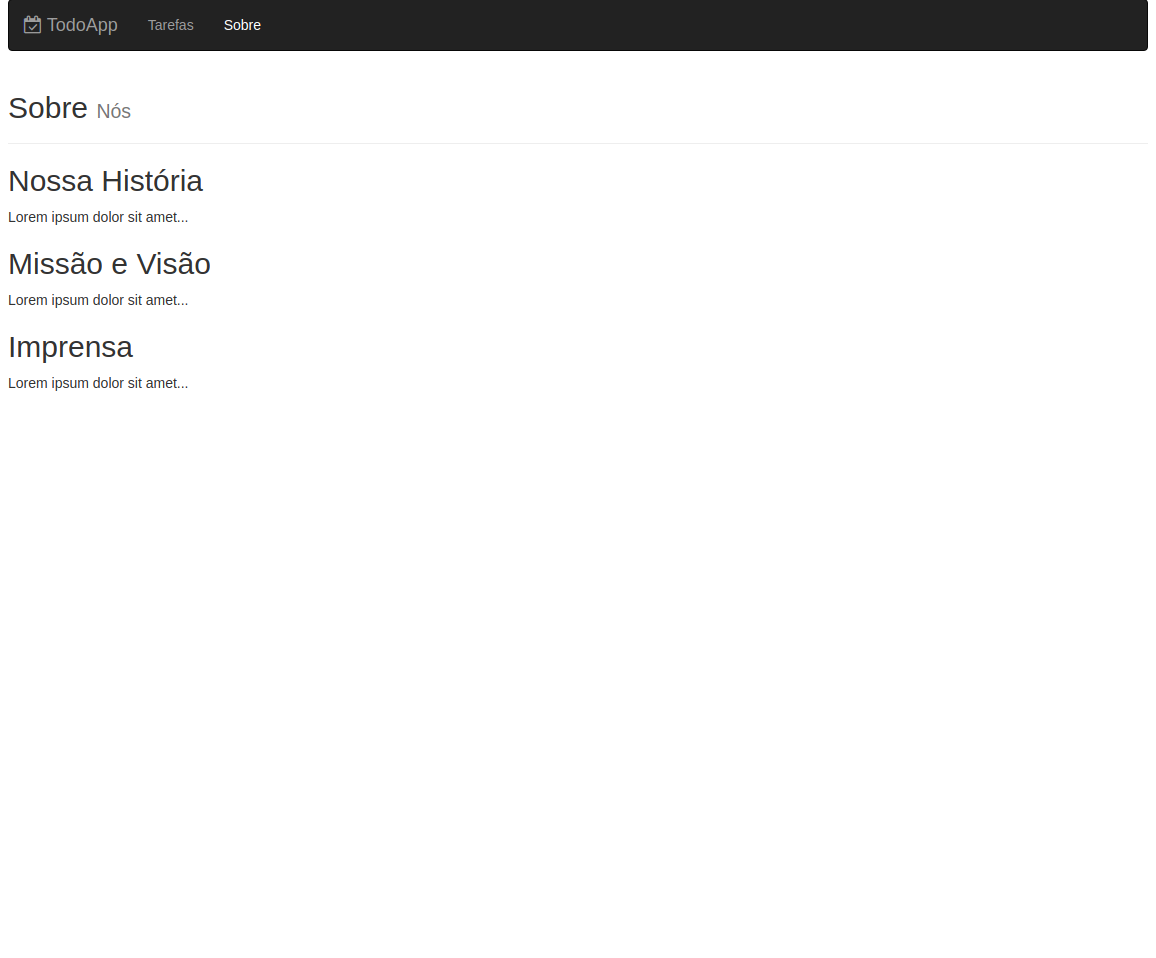 TodoApp Tarefas Sobre
Sobre Nós
Nossa História
Lorem ipsum dolor sit amet...
Missão e Visão
Lorem ipsum dolor sit amet...
Imprensa
Lorem ipsum dolor sit amet...